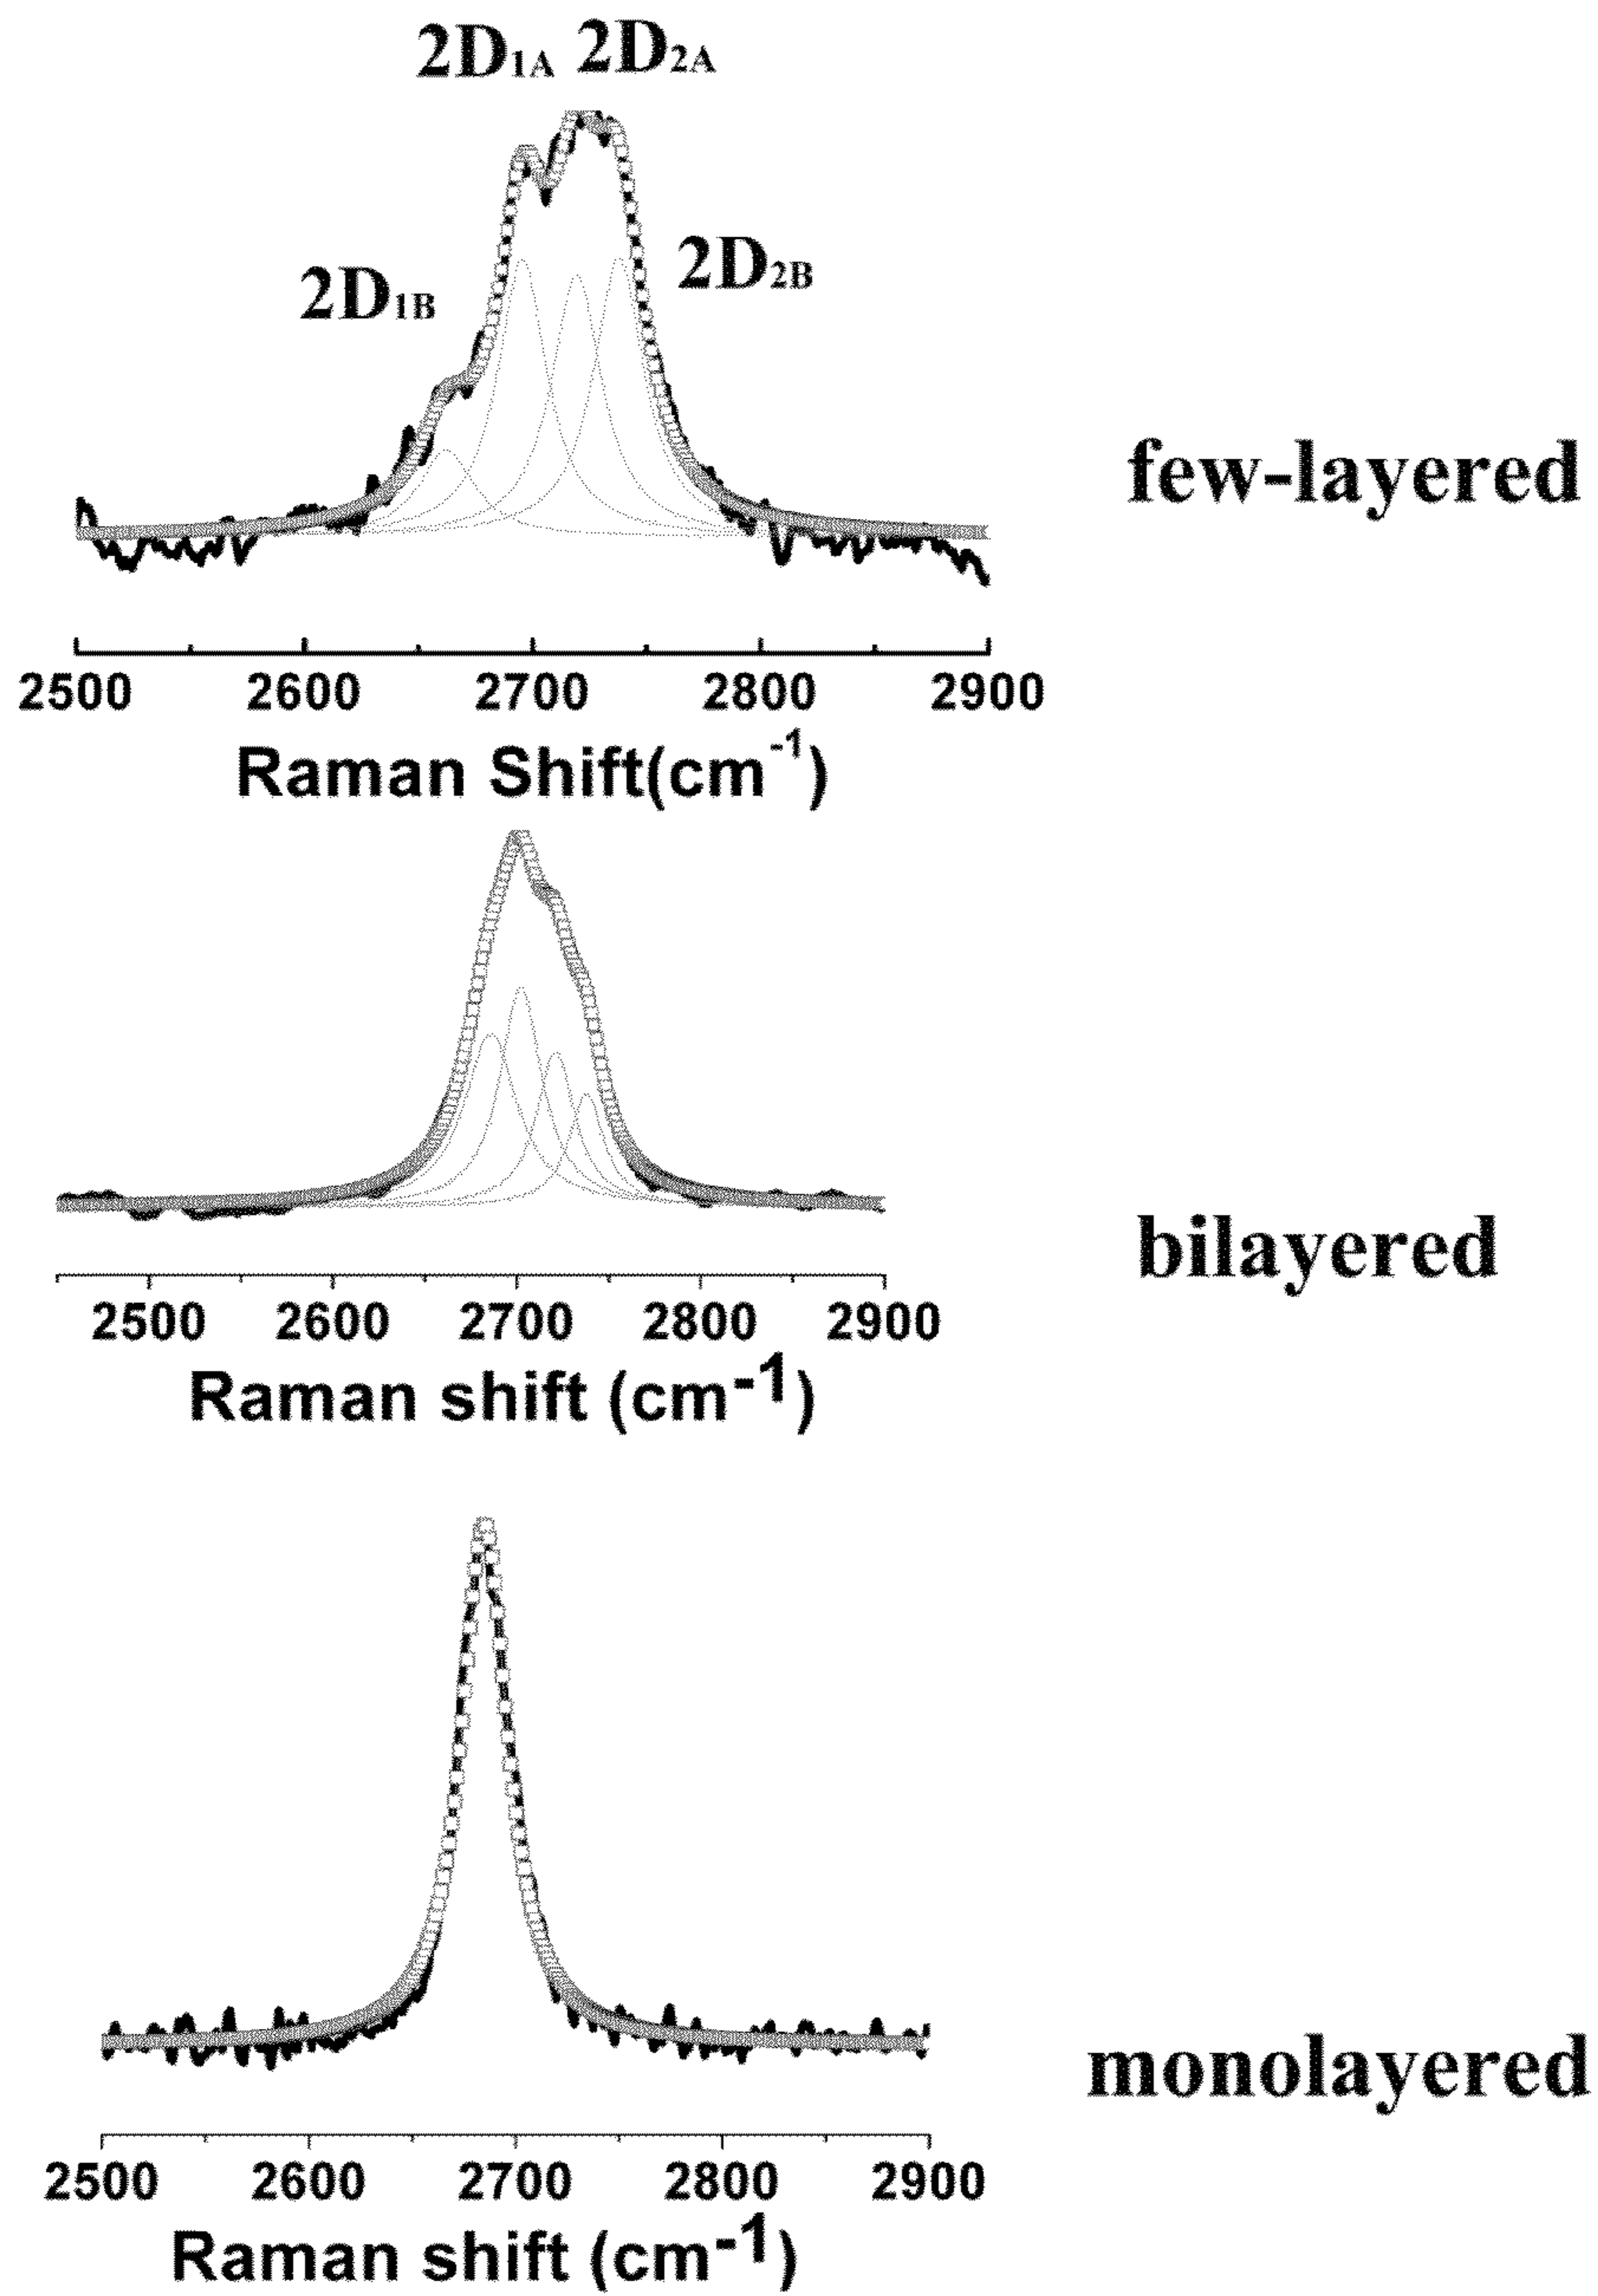 2D1A 2D2A
2D1B
2D2B
few-layered
2500 2600 2700 2800 2900
Raman Shift(cm-1)
bilayered
2500 2600 2700 2800 2900
Raman shift (cm-1)
monolayered
2500 2600 2700 2800 2900
Raman shift (cm-1)